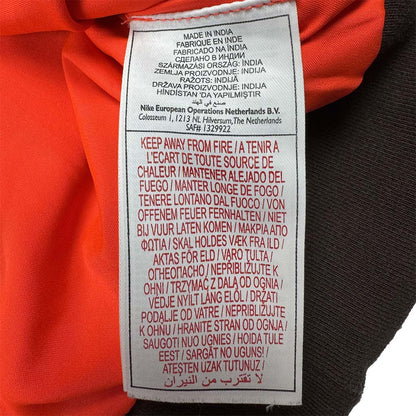 MADE IN INDIA
FABRIQUE EN INDE
FABRICADO NA ÍNDIA
СДЕЛАНО В ИНДИИ
SZÁRMAZÁSI ORSZÁG: INDIA
ZEMLJA PROIZVODNJE: INDIJA
RAŽOTS: INDIJĀ
DRŽAVA PROIZVODNJE: INDIJA
HİNDİSTAN'DA YAPILMIŞTIR
صنع في الهند
Nike European Operations Netherlands B.V.
Colosseum 1, 1213 NL Hilversum, The Netherlands
SAF# 1329922
KEEP AWAY FROM FIRE / A TENIR A
L'ECART DE TOUTE SOURCE DE
CHALEUR / MANTENER ALEJADO DEL
FUEGO / MANTER LONGE DO FOGO /
TENERE LONTANO DAL FUOCO / VON
OFFENEM FEUER FERNHALTEN / NIET
BIJ VUUR LATEN KOMEN / ΜΑΚΡΙΑ ΑΠΟ
ΦΩΤΙΑ / SKAL HOLDES VÆK FRA ILD /
AKTAS FÖR ELD / VARO TULTA /
ОГНЕОПАСНО / NEPŘIBLIŽUJTE K
OHNI / TRZYMAĆ Z DALA OD OGNIA /
VÉDJE NYILT LÁNG ELŐL / DRŽATI
PODALJE OD VATRE / NEPRIBLIŽUJTE
K OHŇU / HRANITE STRAN OD OGNJA /
SAUGOTI NUO UGNIES / HOIDA TULE
EEST / SARGĀT NO UGUNS! /
ATEŞTEN UZAK TUTUNUZ /
لا تقترب من النيران